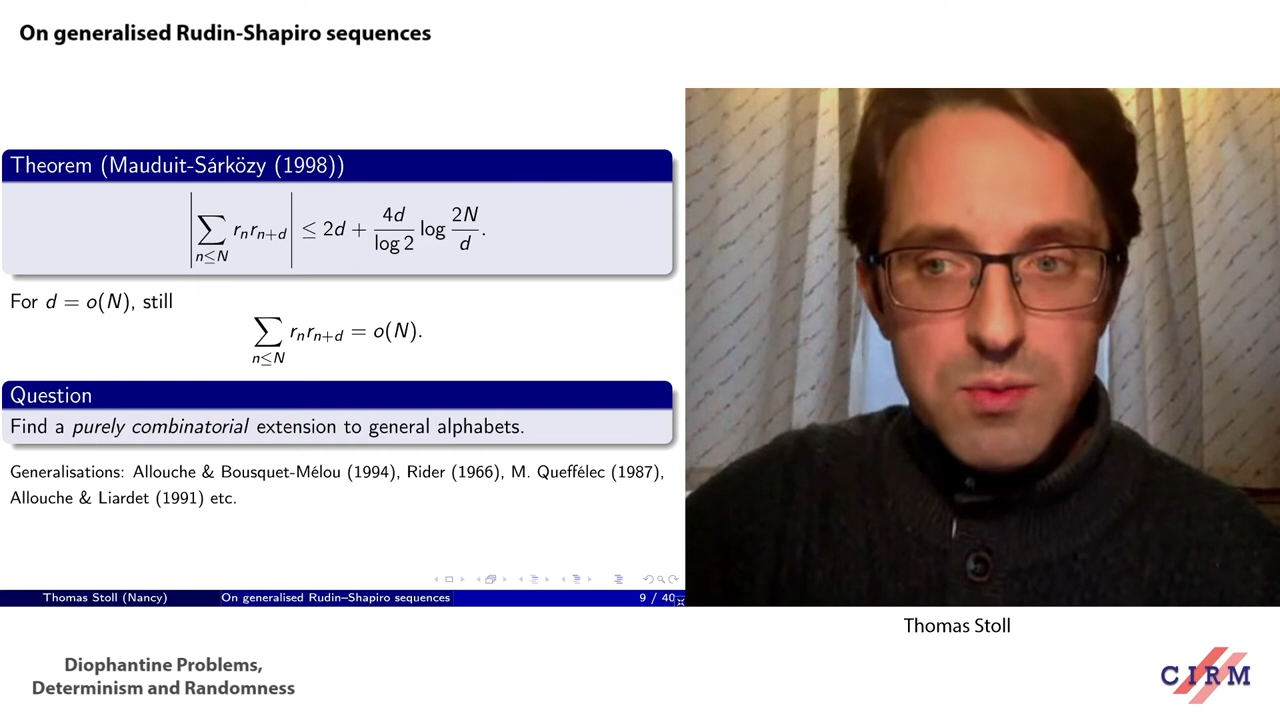 On generalised Rudin-Shapiro sequences
Theorem (Mauduit-Sárközy (1998))
|∑_{n≤N} r_n r_{n+d}| ≤ 2d + \frac{4d}{log 2} log \frac{2N}{d}.
For d = o(N), still
∑_{n≤N} r_n r_{n+d} = o(N).
Question
Find a purely combinatorial extension to general alphabets.
Generalisations: Allouche & Bousquet-Mélou (1994), Rider (1966), M. Queffélec (1987),
Allouche & Liardet (1991) etc.
Thomas Stoll (Nancy) On generalised Rudin–Shapiro sequences 9 / 40
Thomas Stoll
Diophantine Problems,
Determinism and Randomness
CIRM